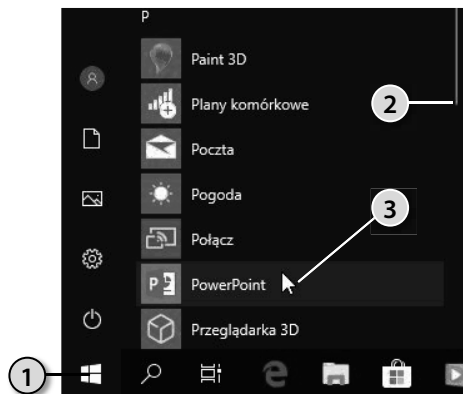 P
Paint 3D
Plany komórkowe
2
Poczta
Pogoda
3
Połącz
P PowerPoint
Przeglądarka 3D
1